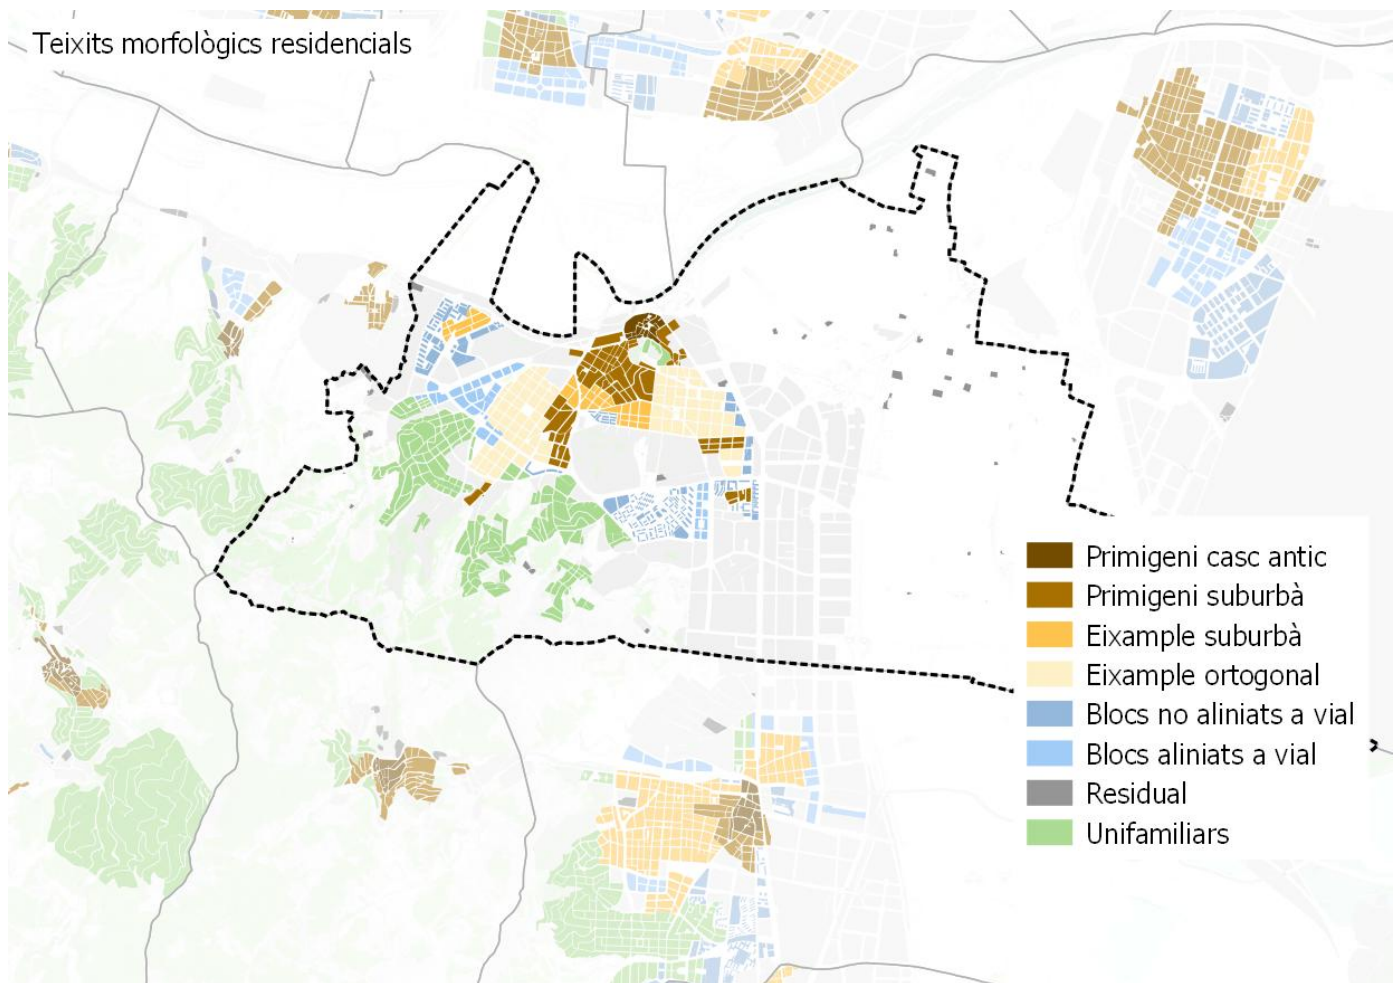 Teixits morfològics residencials
Primigeni casc antic
Primigeni suburbà
Eixample suburbà
Eixample ortogonal
Blocs no aliniats a vial
Blocs aliniats a vial
Residual
Unifamiliars